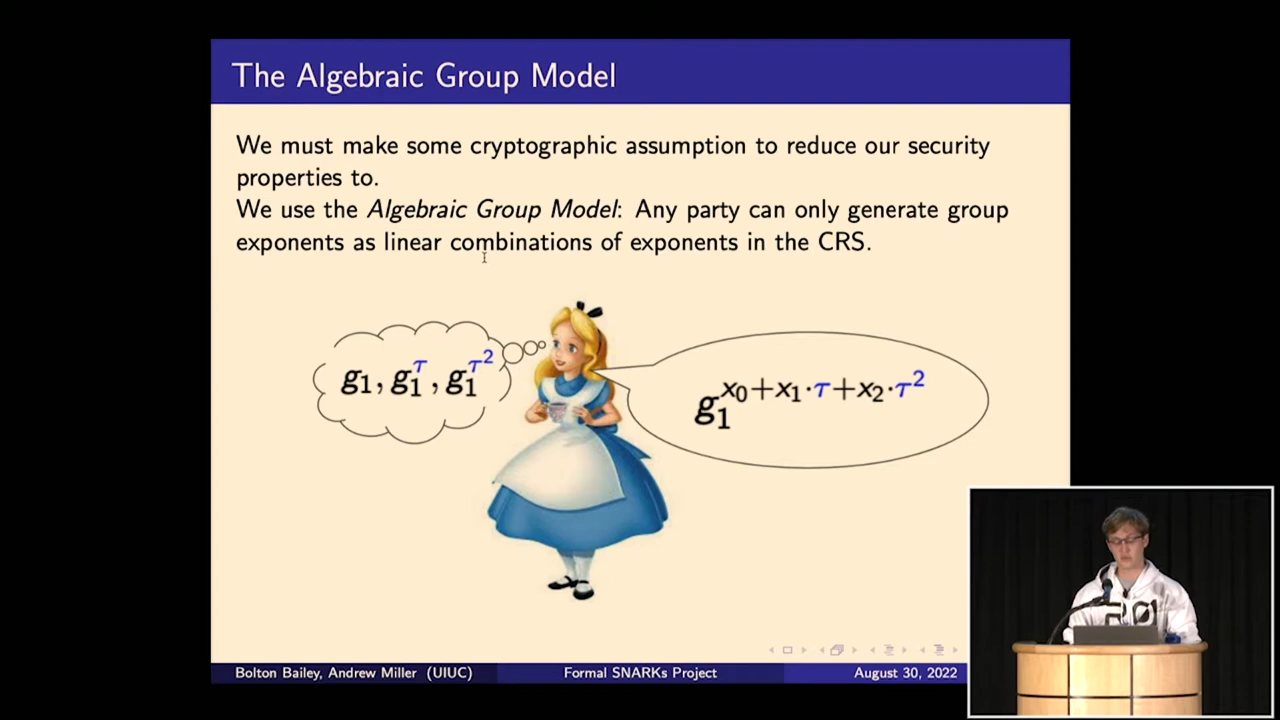 The Algebraic Group Model
We must make some cryptographic assumption to reduce our security
properties to.
We use the Algebraic Group Model: Any party can only generate group
exponents as linear combinations of exponents in the CRS.
g₁, g₁^τ, g₁^τ²
g₁^x₀+x₁·τ+x₂·τ²
Bolton Bailey, Andrew Miller (UIUC) Formal SNARKs Project August 30, 2022